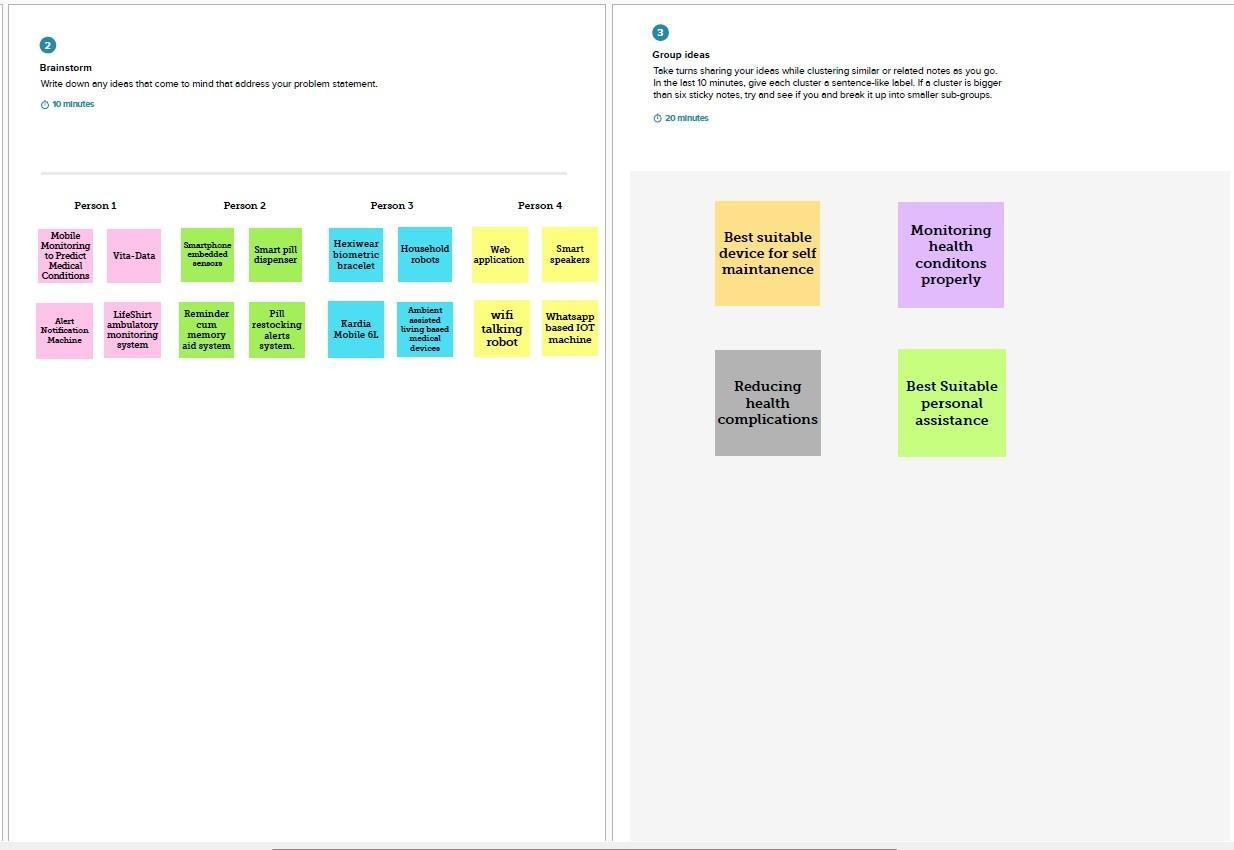 2
Brainstorm
Write down any ideas that come to mind that address your problem statement.
10 minutes
Person 1
Person 2
Person 3
Person 4
Mobile
Monitoring
to Predict
Medical
Conditions
Vita-Data
Smartphone
embedded
sensors
Smart pill
dispenser
Hexiwear
biometric
bracelet
Household
robots
Web
application
Smart
speakers
Alert
Notification
Machine
LifeShirt
ambulatory
monitoring
system
Reminder
cum
memory
aid system
Pill
restocking
alerts
system.
Kardia
Mobile 6L
Ambient
assisted
living based
medical
devices
wifi
talking
robot
Whatsapp
based IOT
machine
3
Group ideas
Take turns sharing your ideas while clustering similar or related notes as you go.
In the last 10 minutes, give each cluster a sentence-like label. If a cluster is bigger
than six sticky notes, try and see if you and break it up into smaller sub-groups.
20 minutes
Best suitable
device for self
maintanence
Monitoring
health
conditons
properly
Reducing
health
complications
Best Suitable
personal
assistance